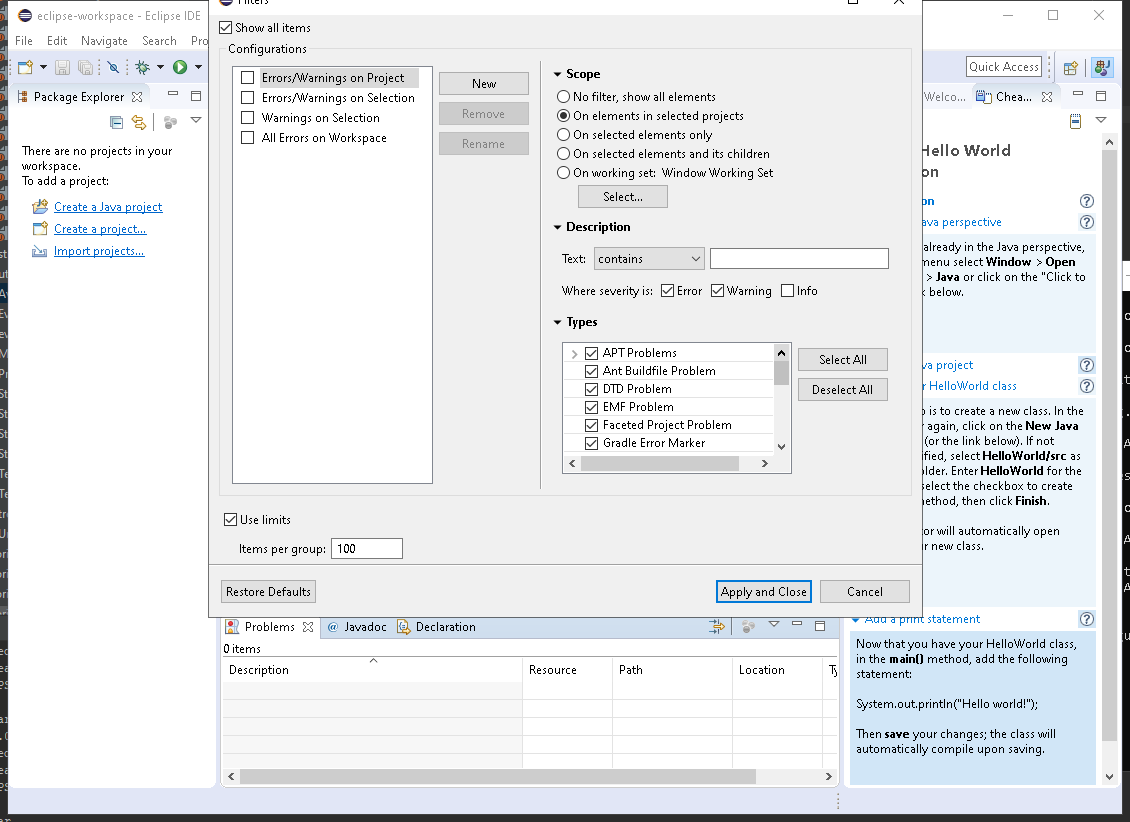 eclipse-workspace - Eclipse IDE
Filters
File Edit Navigate Search Pro
Quick Access
Package Explorer
Welco... Chea...
There are no projects in your
workspace.
To add a project:
Create a Java project
Create a project...
Import projects...
Show all items
Configurations
Errors/Warnings on Project
Errors/Warnings on Selection
Warnings on Selection
All Errors on Workspace
New
Remove
Rename
Scope
No filter, show all elements
On elements in selected projects
On selected elements only
On selected elements and its children
On working set: Window Working Set
Select...
Description
Text: contains
Where severity is: Error Warning Info
Types
APT Problems
Ant Buildfile Problem
DTD Problem
EMF Problem
Faceted Project Problem
Gradle Error Marker
Select All
Deselect All
Use limits
Items per group: 100
Restore Defaults
Apply and Close Cancel
Hello World
on
on
ava perspective
already in the Java perspective,
menu select Window > Open
> Java or click on the "Click to
below.
va project
r HelloWorld class
is to create a new class. In the
again, click on the New Java
(or the link below). If not
ified, select HelloWorld/src as
older. Enter HelloWorld for the
select the checkbox to create
method, then click Finish.
tor will automatically open
r new class.
Add a print statement
Now that you have your HelloWorld class,
in the main() method, add the following
statement:
System.out.println("Hello world!");
Then save your changes; the class will
automatically compile upon saving.
Problems @ Javadoc Declaration
0 items
Description Resource Path Location Ty